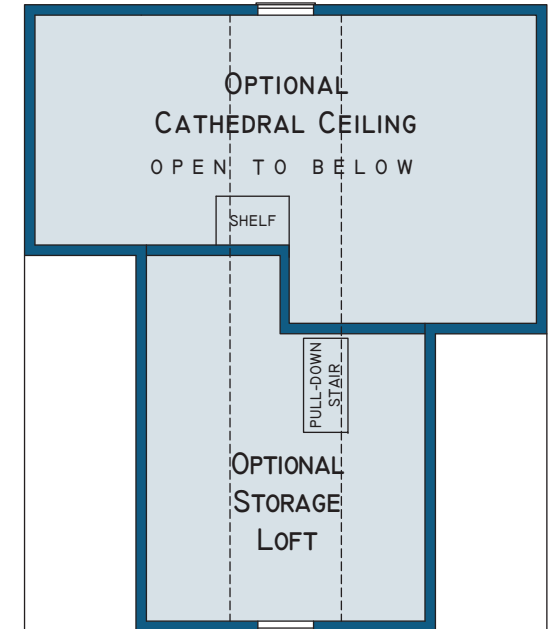 OPTIONAL
CATHEDRAL CEILING
OPEN TO BELOW
SHELF
PULL-DOWN
STAIR
OPTIONAL
STORAGE
LOFT